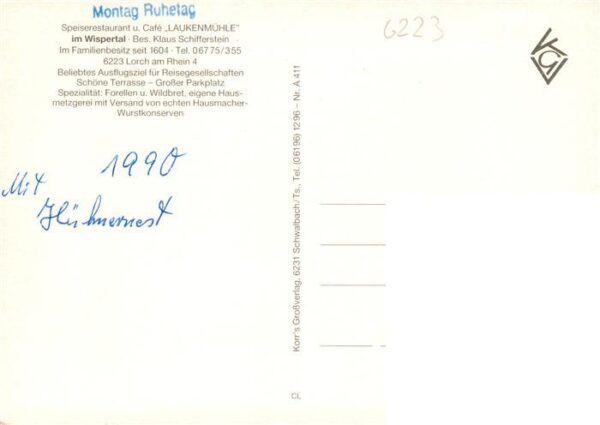 Montag Ruhetag
Speiserestaurant u. Café „LAUKENMÜHLE"
im Wispertal · Bes. Klaus Schifferstein
Im Familienbesitz seit 1604 · Tel. 06775/355
6223 Lorch am Rhein 4
Beliebtes Ausflugsziel für Reisegesellschaften
Schöne Terrasse – Großer Parkplatz
Spezialität: Forellen u. Wildbret, eigene Haus-
metzgerei mit Versand von echten Hausmacher-
Wurstkonserven
1990
Mit
Hühnernest
Korr's Großverlag, 6231 Schwalbach/Ts., Tel. (06196) 1296 – Nr. A 411
CL
6223